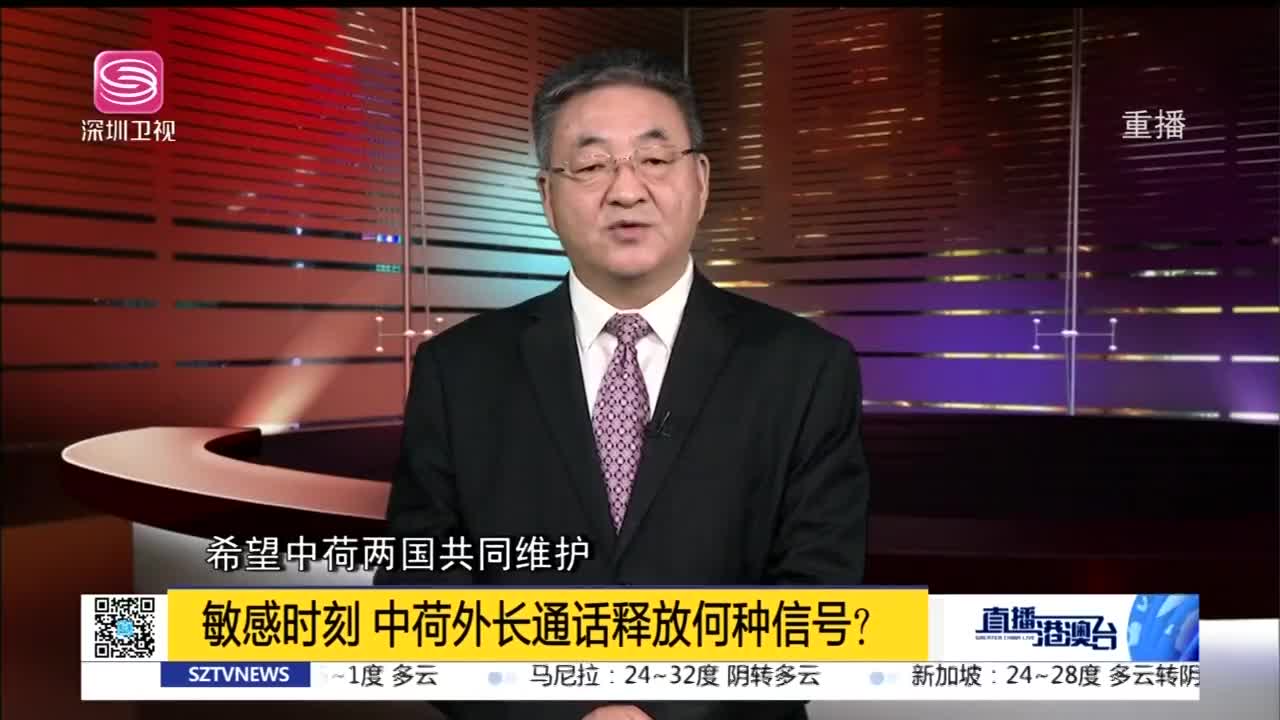 深圳卫视
重播
希望中荷两国共同维护
敏感时刻 中荷外长通话释放何种信号?
直播港澳台
GREATER CHINA LIVE
SZTVNEWS
~1度 多云 马尼拉:24~32度 阴转多云 新加坡:24~28度 多云转阴